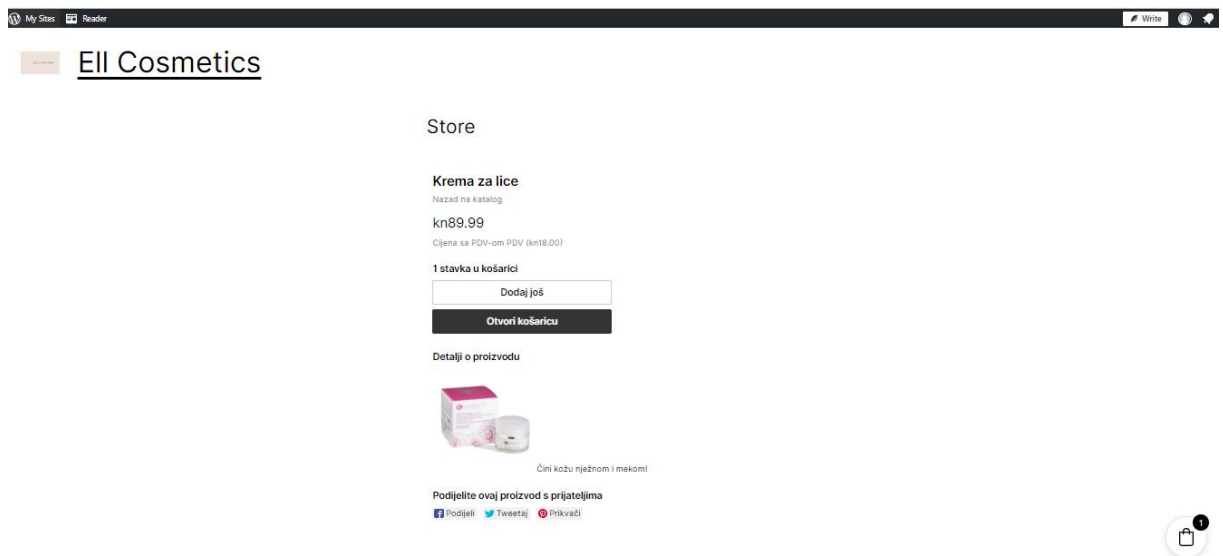 My Sites Reader Write
Ell Cosmetics
Store
Krema za lice
Nazad na katalog
kn89.99
Cijena sa PDV-om PDV (kn18.00)
1 stavka u košarici
Dodaj još
Otvori košaricu
Detalji o proizvodu
Čini kožu nježnom i mekom!
Podijelite ovaj proizvod s prijateljima
Podijeli Tweetaj Prikvači
1